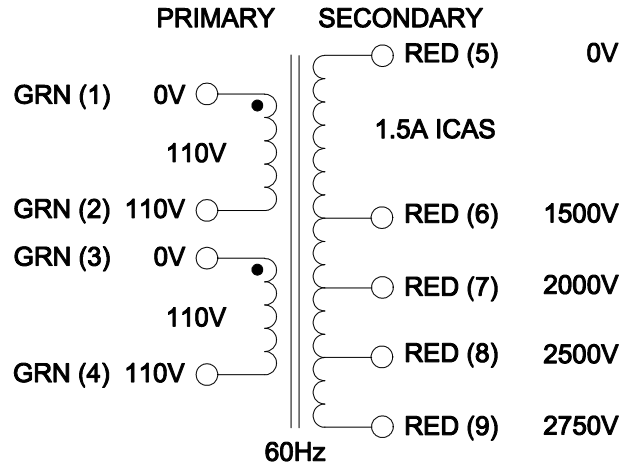 PRIMARY SECONDARY
RED (5) 0V
GRN (1) 0V
1.5A ICAS
110V
GRN (2) 110V RED (6) 1500V
GRN (3) 0V
RED (7) 2000V
110V
RED (8) 2500V
GRN (4) 110V
RED (9) 2750V
60Hz